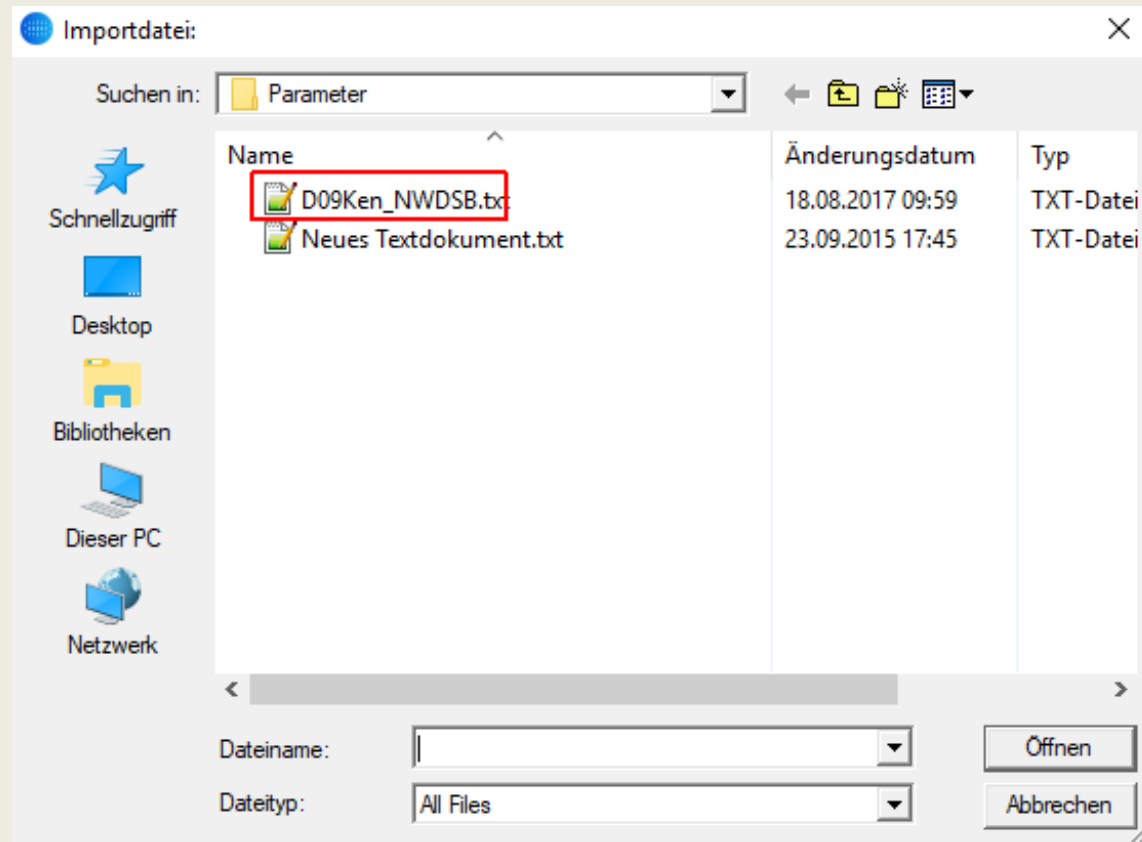 Importdatei:
Suchen in: Parameter
Name Änderungsdatum Typ
D09Ken_NWDSB.txt 18.08.2017 09:59 TXT-Datei
Neues Textdokument.txt 23.09.2015 17:45 TXT-Datei
Schnellzugriff
Desktop
Bibliotheken
Dieser PC
Netzwerk
Dateiname: Öffnen
Dateityp: All Files Abbrechen